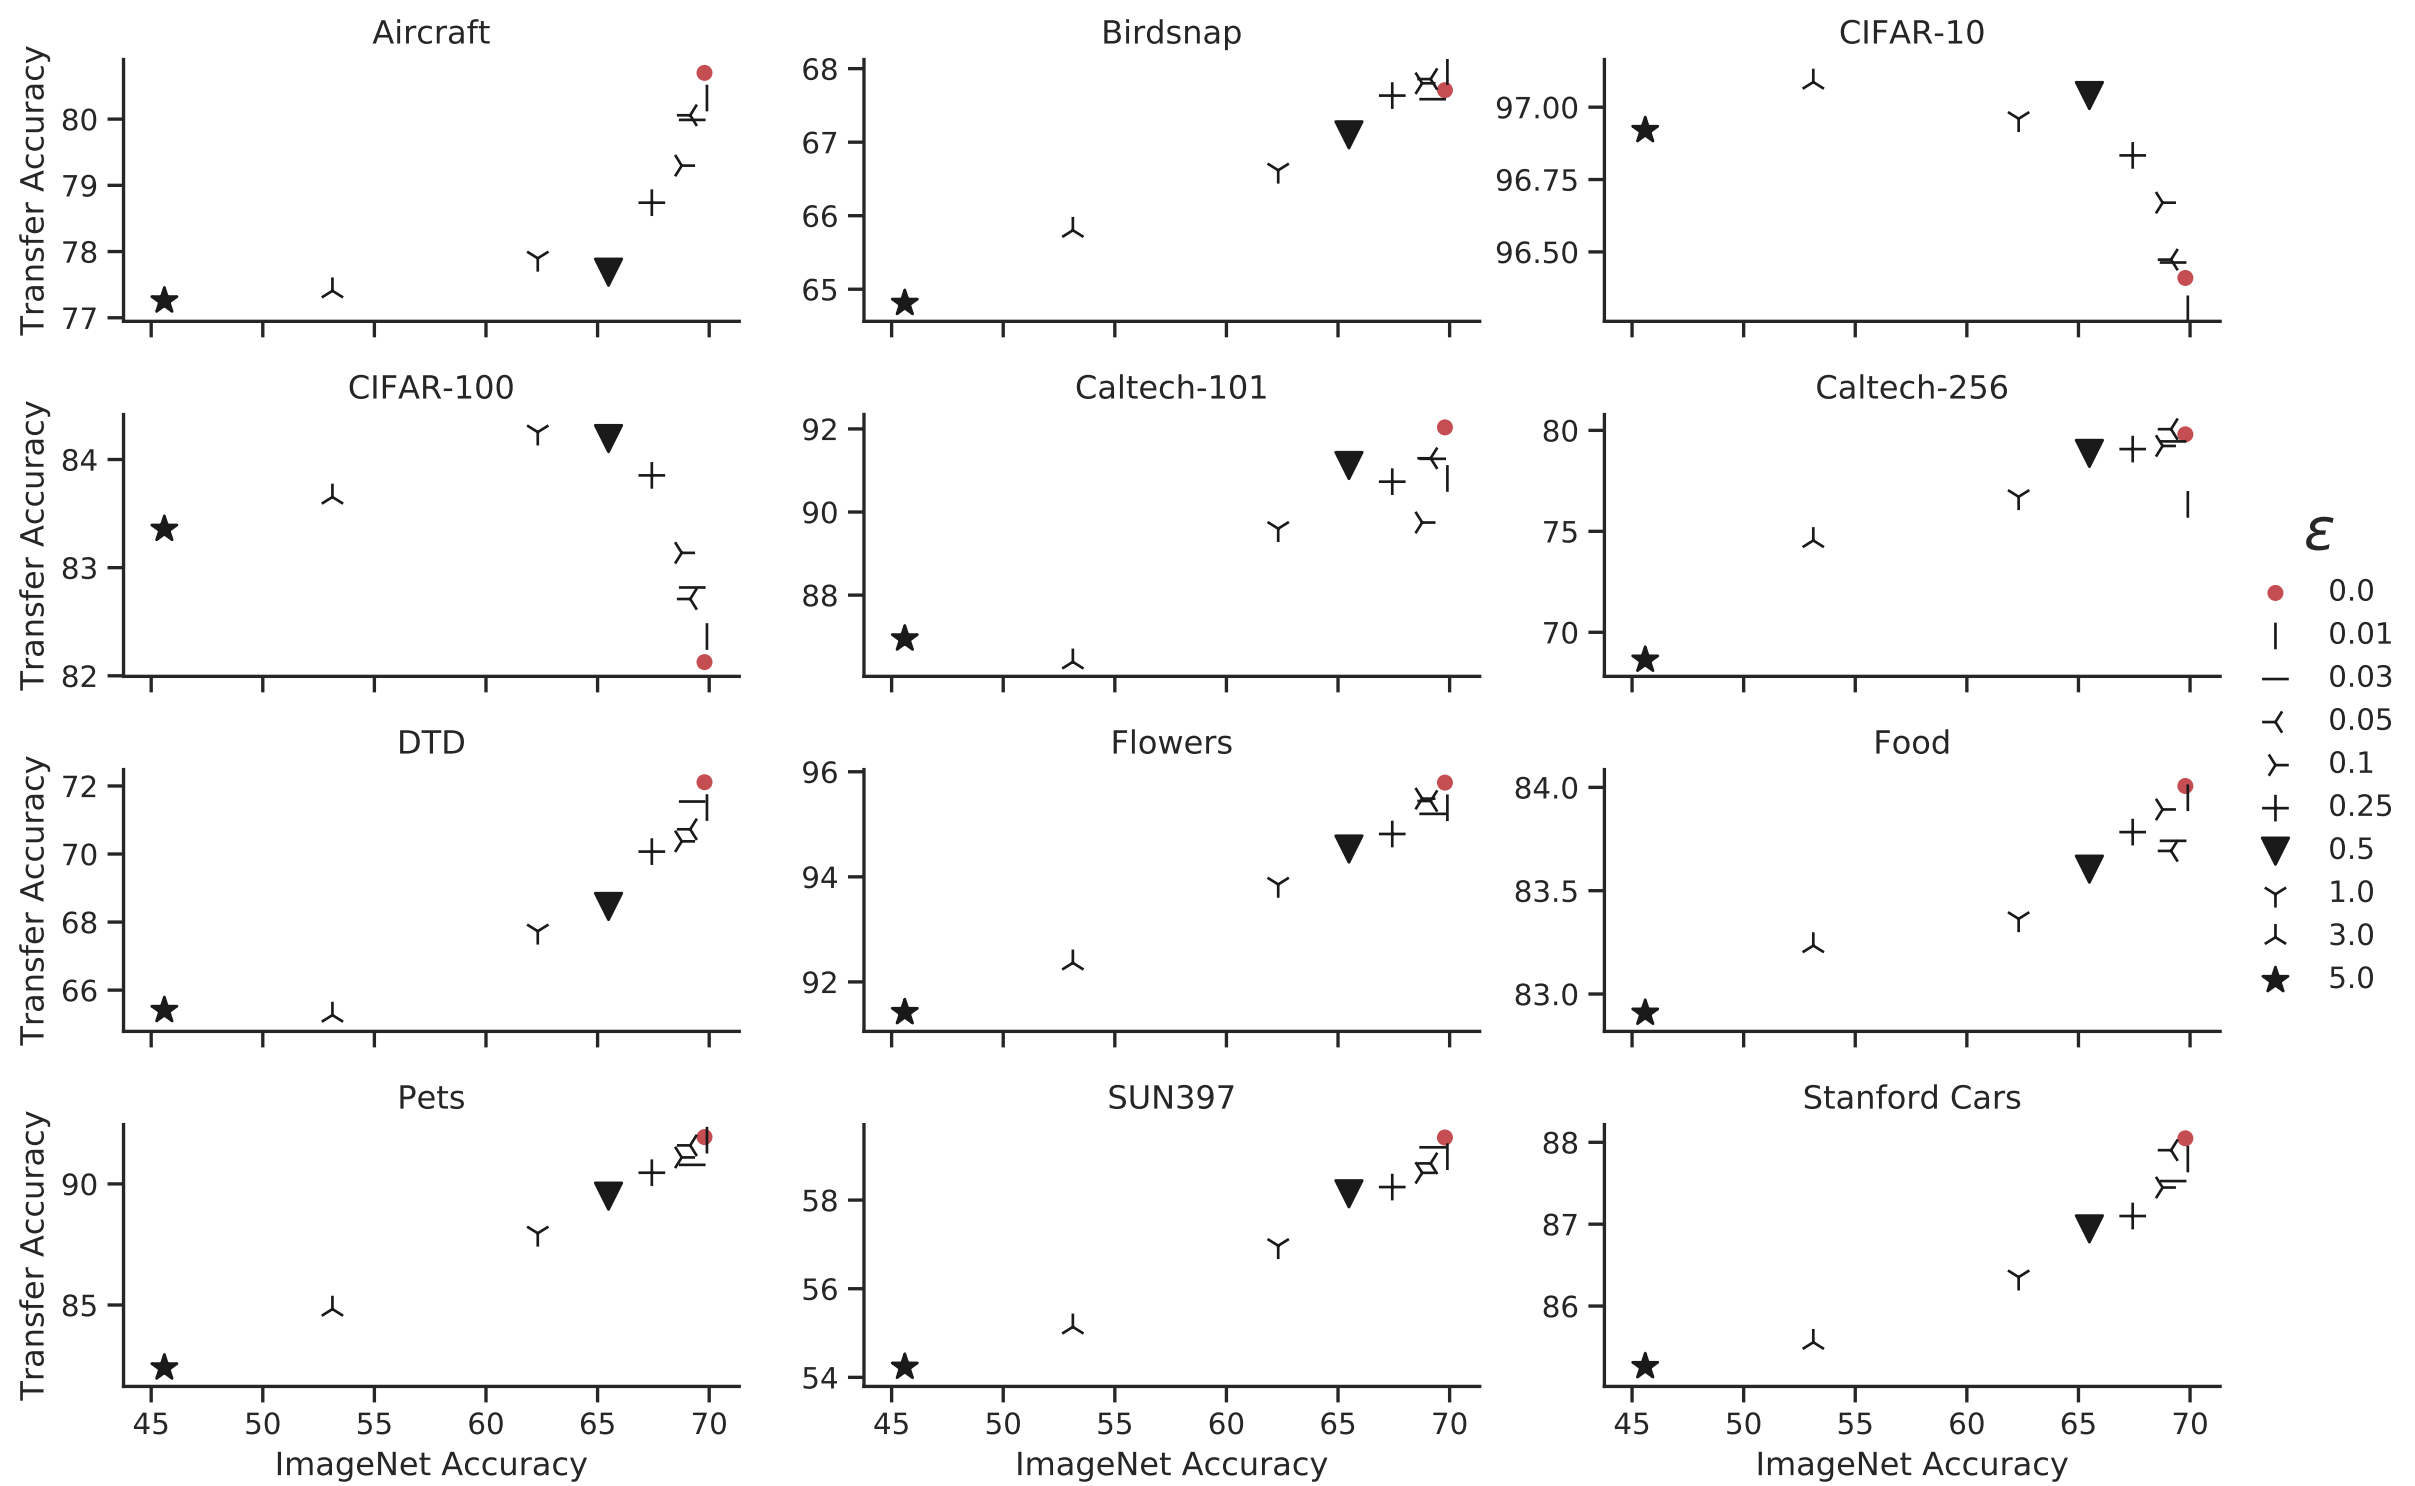 Aircraft
Transfer Accuracy
80
79
78
77
Birdsnap
68
67
66
65
CIFAR-10
97.00
96.75
96.50
CIFAR-100
Transfer Accuracy
84
83
82
Caltech-101
92
90
88
Caltech-256
80
75
70
DTD
Transfer Accuracy
72
70
68
66
Flowers
96
94
92
Food
84.0
83.5
83.0
Pets
Transfer Accuracy
90
85
45 50 55 60 65 70
ImageNet Accuracy
SUN397
58
56
54
45 50 55 60 65 70
ImageNet Accuracy
Stanford Cars
88
87
86
45 50 55 60 65 70
ImageNet Accuracy
ε
0.0
0.01
0.03
0.05
0.1
0.25
0.5
1.0
3.0
5.0